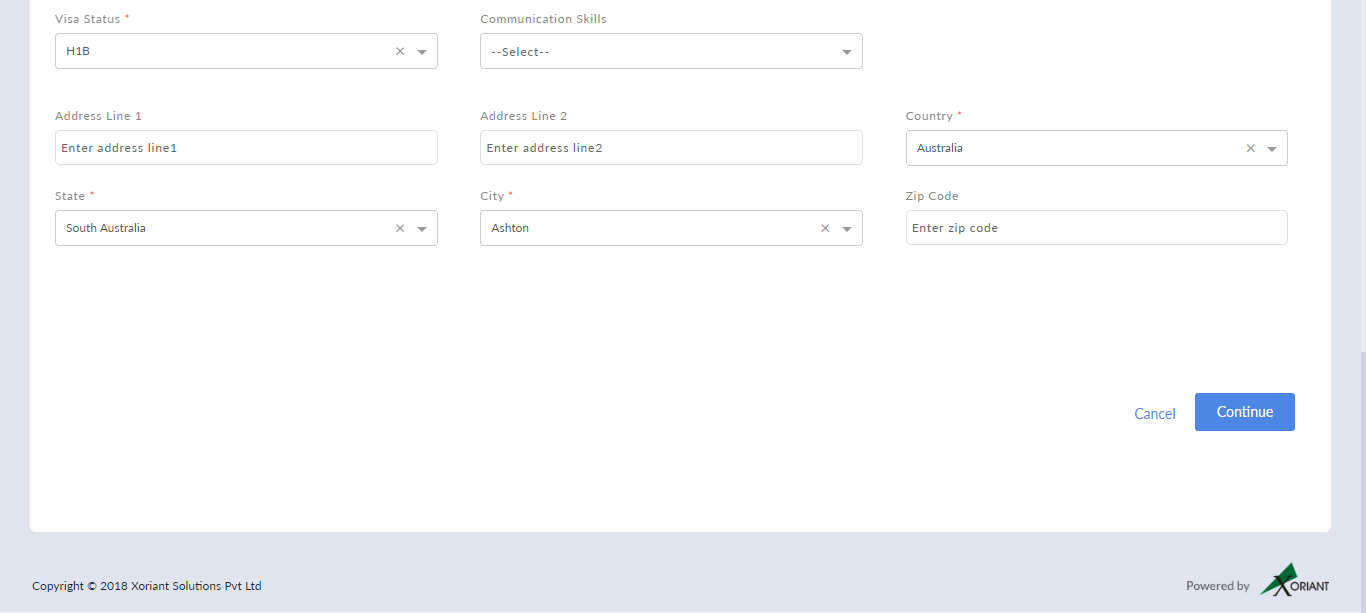 Visa Status *
Communication Skills
H1B
--Select--
Address Line 1
Address Line 2
Country *
Enter address line1
Enter address line2
Australia
State *
City *
Zip Code
South Australia
Ashton
Enter zip code
Cancel
Continue
Copyright © 2018 Xoriant Solutions Pvt Ltd
Powered by XORIANT